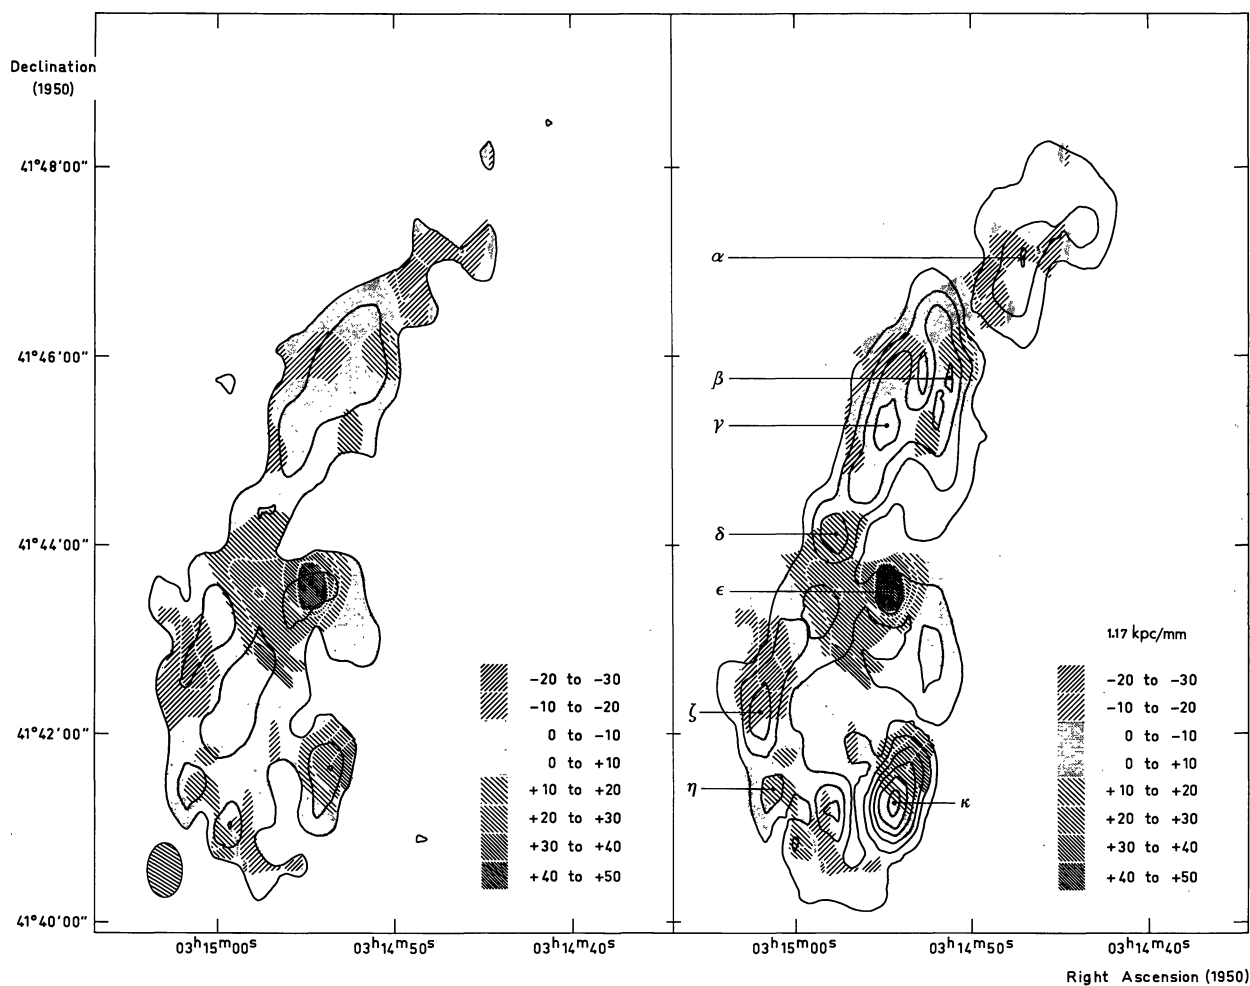 Declination
(1950)
41°48'00"
41°46'00"
41°44'00"
41°42'00"
41°40'00"
-20 to -30
-10 to -20
0 to -10
0 to +10
+10 to +20
+20 to +30
+30 to +40
+40 to +50
03ʰ15ᵐ00ˢ
03ʰ14ᵐ50ˢ
03ʰ14ᵐ40ˢ
α
β
γ
δ
ϵ
ζ
η
κ
1.17 kpc/mm
-20 to -30
-10 to -20
0 to -10
0 to +10
+10 to +20
+20 to +30
+30 to +40
+40 to +50
03ʰ15ᵐ00ˢ
03ʰ14ᵐ50ˢ
03ʰ14ᵐ40ˢ
Right Ascension (1950)